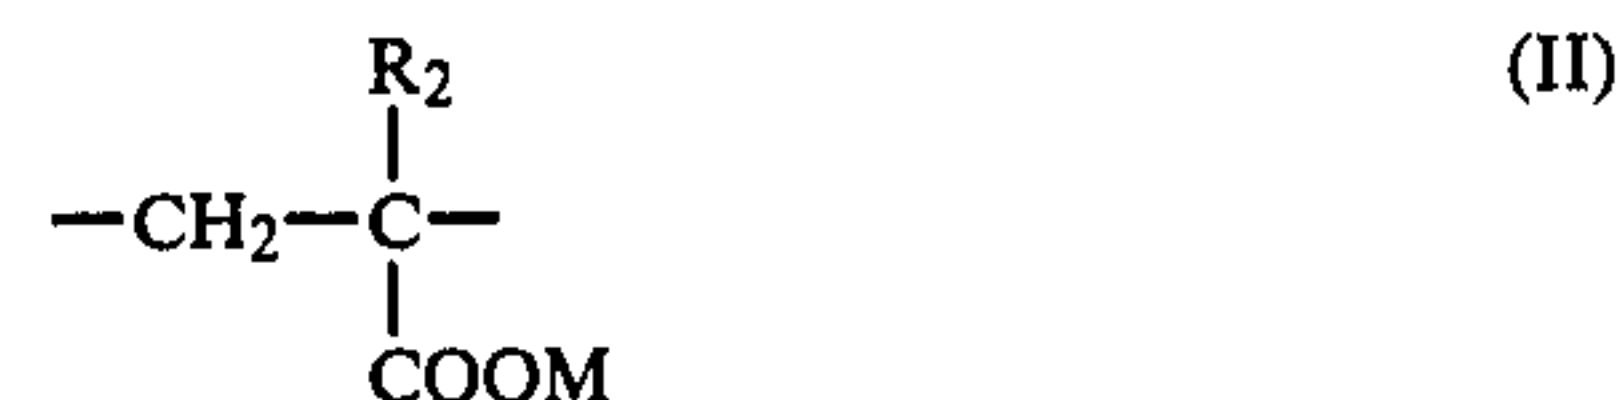 R2 (II)
—CH2—C—
COOM